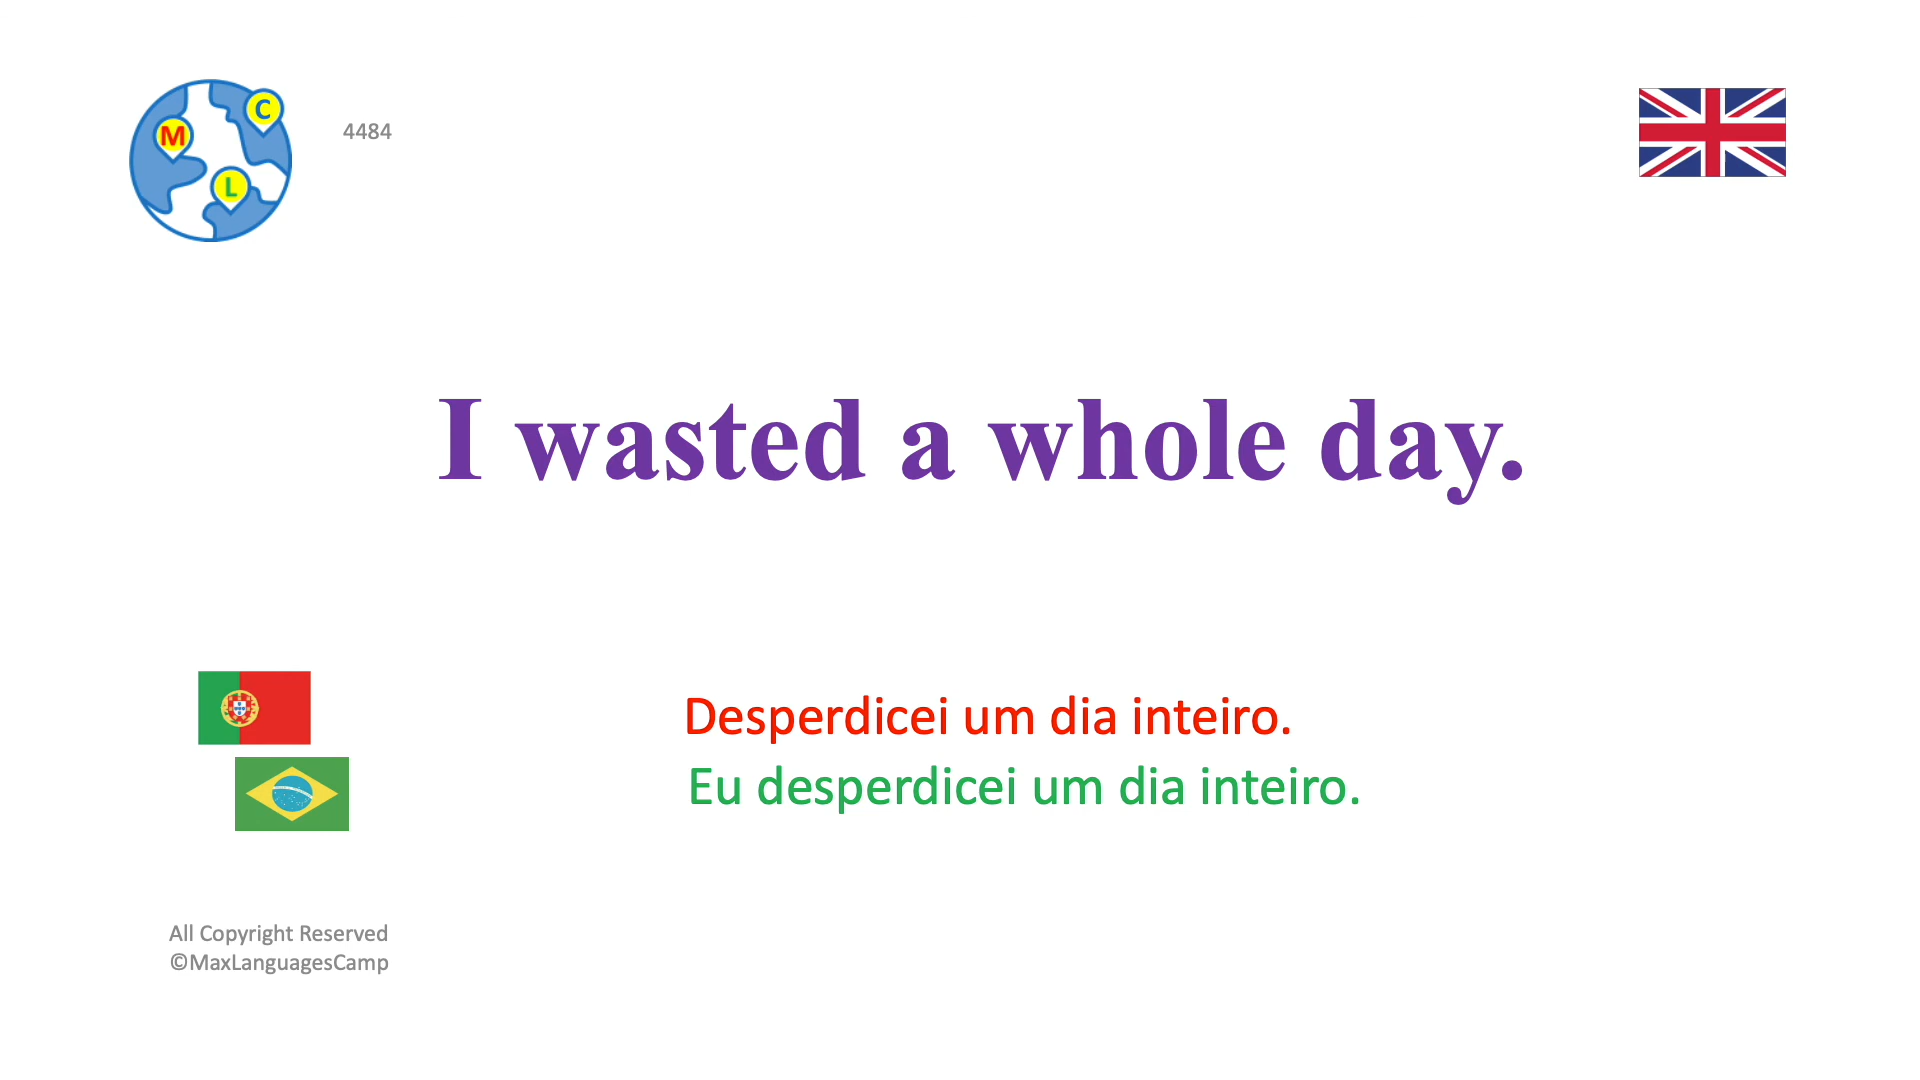 M
C
L
4484
I wasted a whole day.
Desperdicei um dia inteiro.
Eu desperdicei um dia inteiro.
All Copyright Reserved
©MaxLanguagesCamp